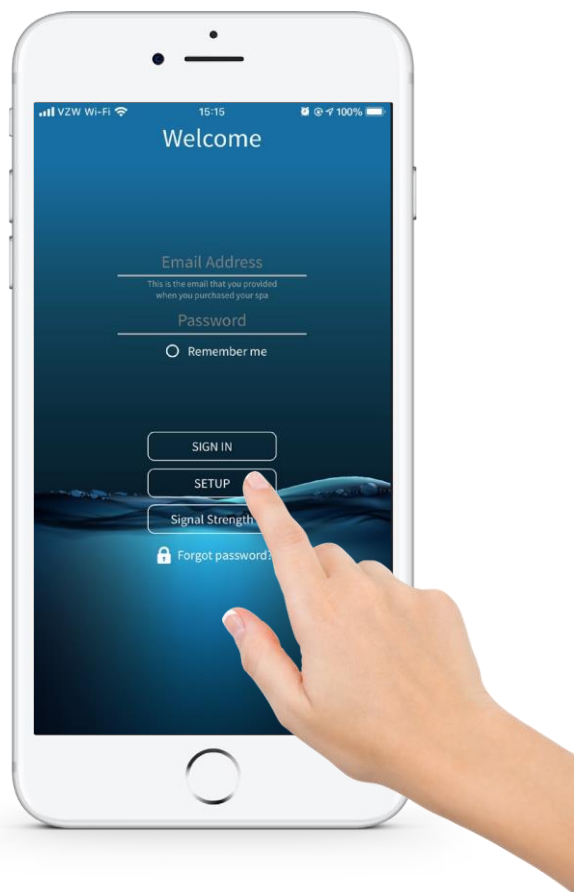 VZW Wi-Fi 15:15 100%
Welcome
Email Address
This is the email that you provided
when you purchased your spa
Password
Remember me
SIGN IN
SETUP
Signal Strength
Forgot password?